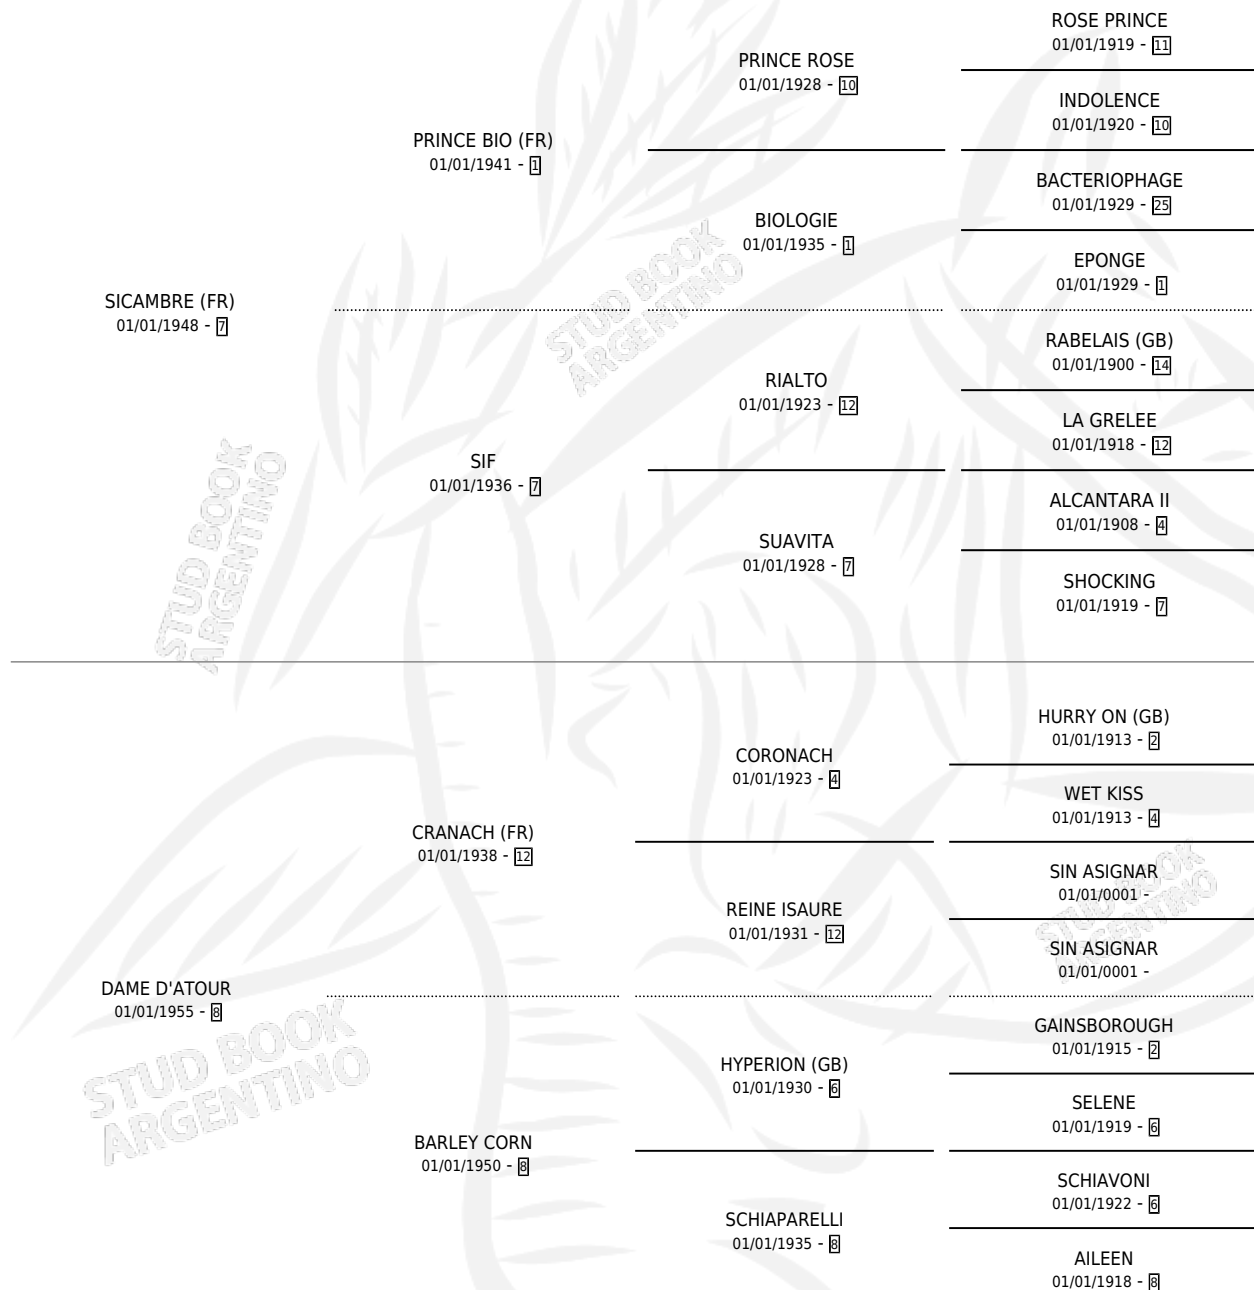 ROSE PRINCE
01/01/1919 - 11
PRINCE ROSE
01/01/1928 - 10
INDOLENCE
01/01/1920 - 10
PRINCE BIO (FR)
01/01/1941 - 1
BACTERIOPHAGE
01/01/1929 - 25
BIOLOGIE
01/01/1935 - 1
EPONGE
01/01/1929 - 1
SICAMBRE (FR)
01/01/1948 - 7
STUD BOOK
ARGENTINO
RABELAIS (GB)
01/01/1900 - 14
RIALTO
01/01/1923 - 12
LA GRELEE
01/01/1918 - 12
SIF
01/01/1936 - 7
ALCANTARA II
01/01/1908 - 4
SUAVITA
01/01/1928 - 7
SHOCKING
01/01/1919 - 7
STUD BOOK
ARGENTINO
HURRY ON (GB)
01/01/1913 - 2
CORONACH
01/01/1923 - 4
WET KISS
01/01/1913 - 4
CRANACH (FR)
01/01/1938 - 12
SIN ASIGNAR
01/01/0001 -
REINE ISAURE
01/01/1931 - 12
SIN ASIGNAR
01/01/0001 -
STUD BOOK
ARGENTINO
DAME D'ATOUR
01/01/1955 - 8
STUD BOOK
ARGENTINO
GAINSBOROUGH
01/01/1915 - 2
HYPERION (GB)
01/01/1930 - 6
SELENE
01/01/1919 - 6
BARLEY CORN
01/01/1950 - 8
SCHIAVONI
01/01/1922 - 6
SCHIAPARELLI
01/01/1935 - 8
AILEEN
01/01/1918 - 8